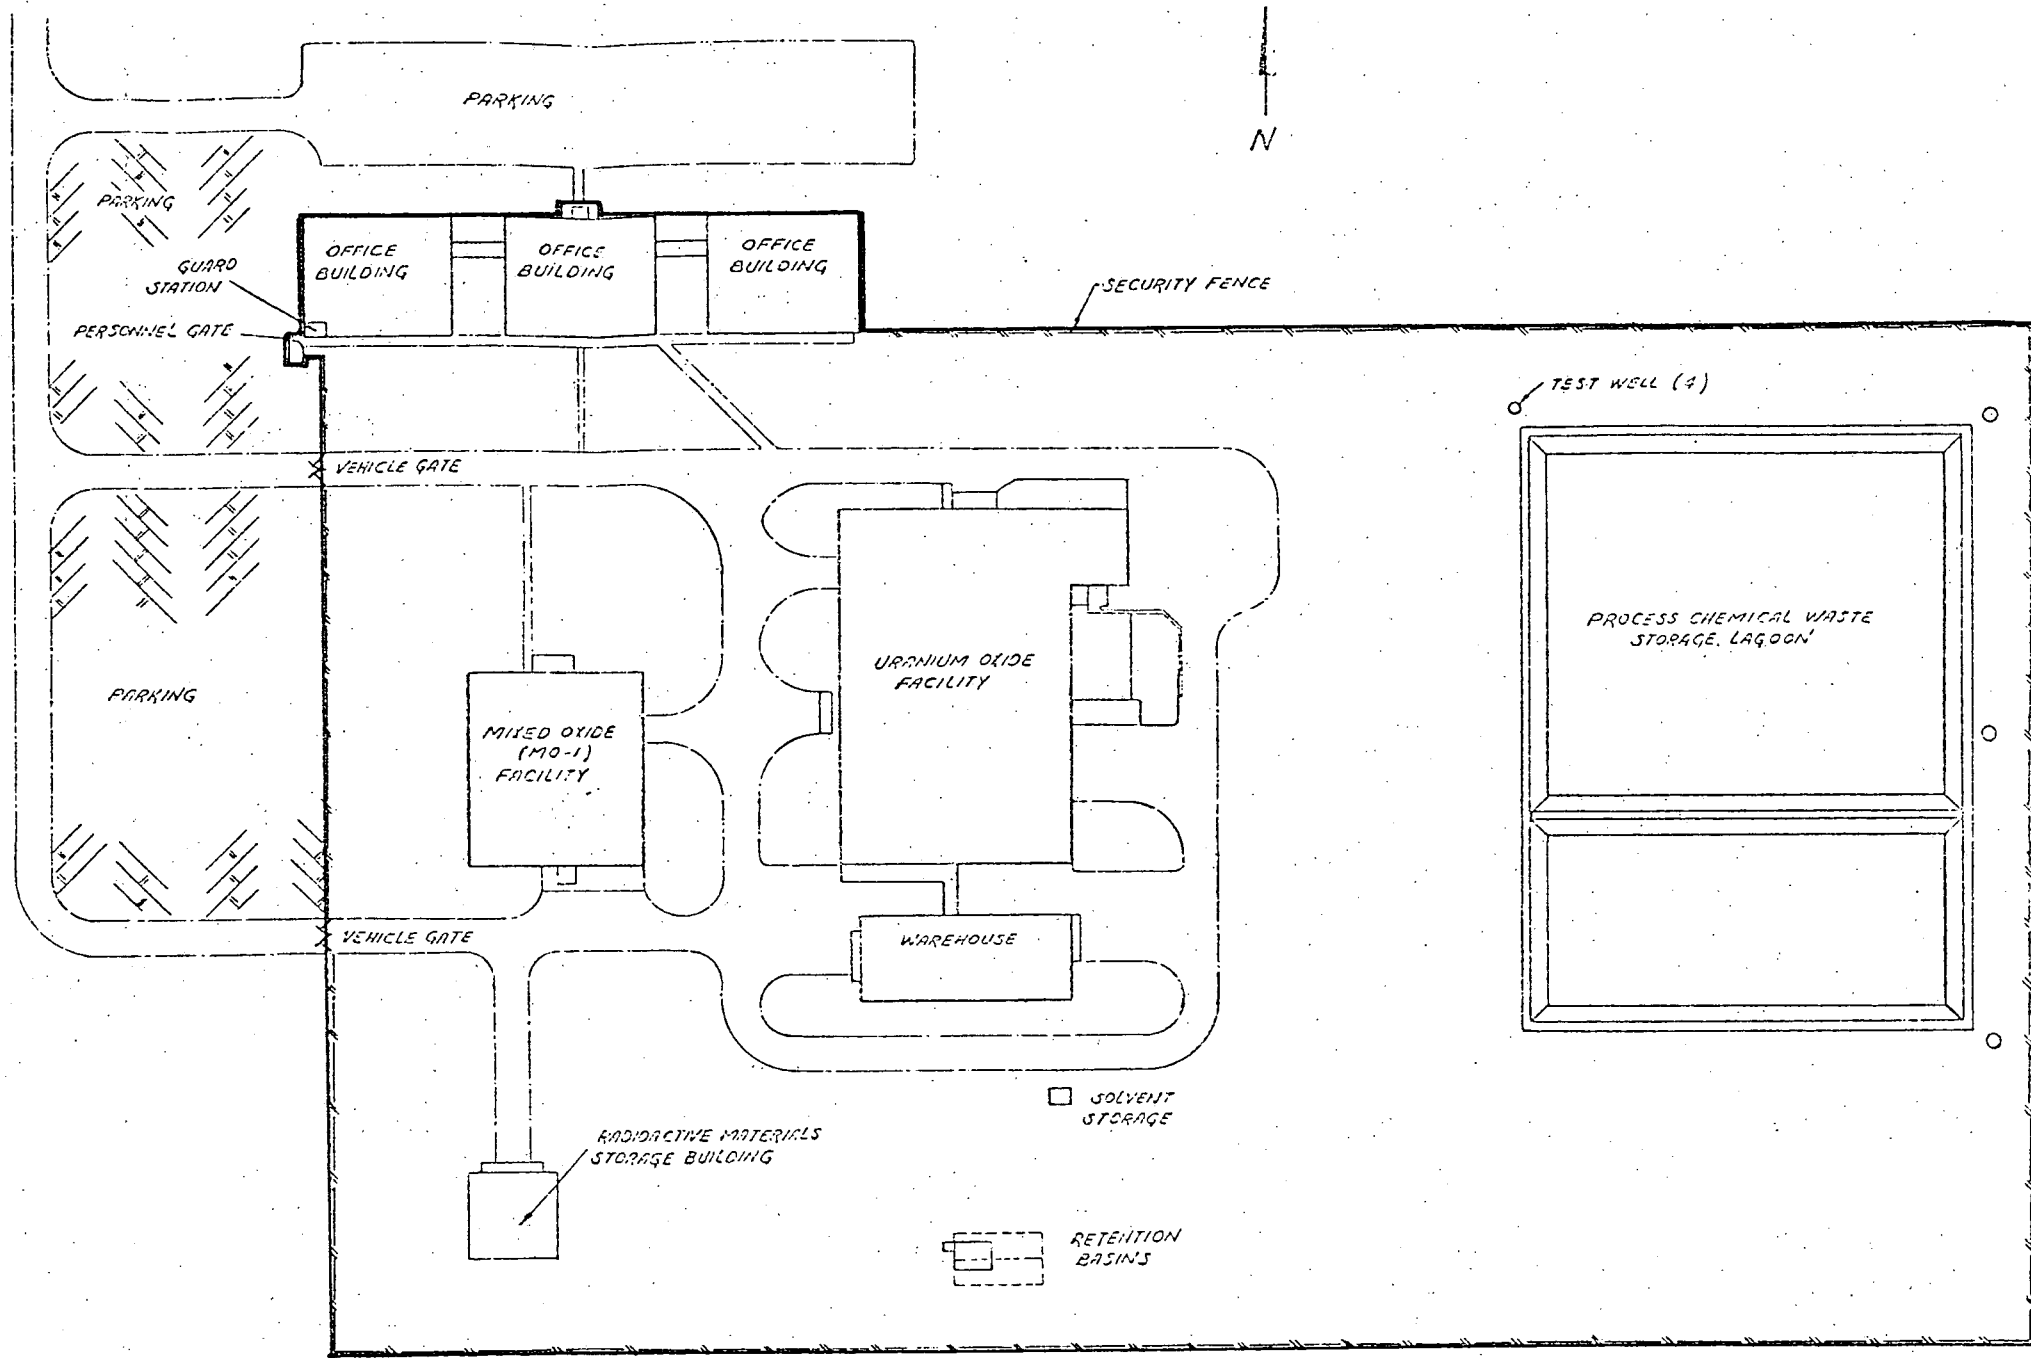 PARKING
N
PARKING
OFFICE
BUILDING
OFFICE
BUILDING
OFFICE
BUILDING
GUARD
STATION
SECURITY FENCE
PERSONNEL GATE
TEST WELL (4)
VEHICLE GATE
PROCESS CHEMICAL WASTE
STORAGE LAGOON
URANIUM OXIDE
FACILITY
PARKING
MIXED OXIDE
(MO-1)
FACILITY
VEHICLE GATE
WAREHOUSE
SOLVENT
STORAGE
RADIOACTIVE MATERIALS
STORAGE BUILDING
RETENTION
BASINS